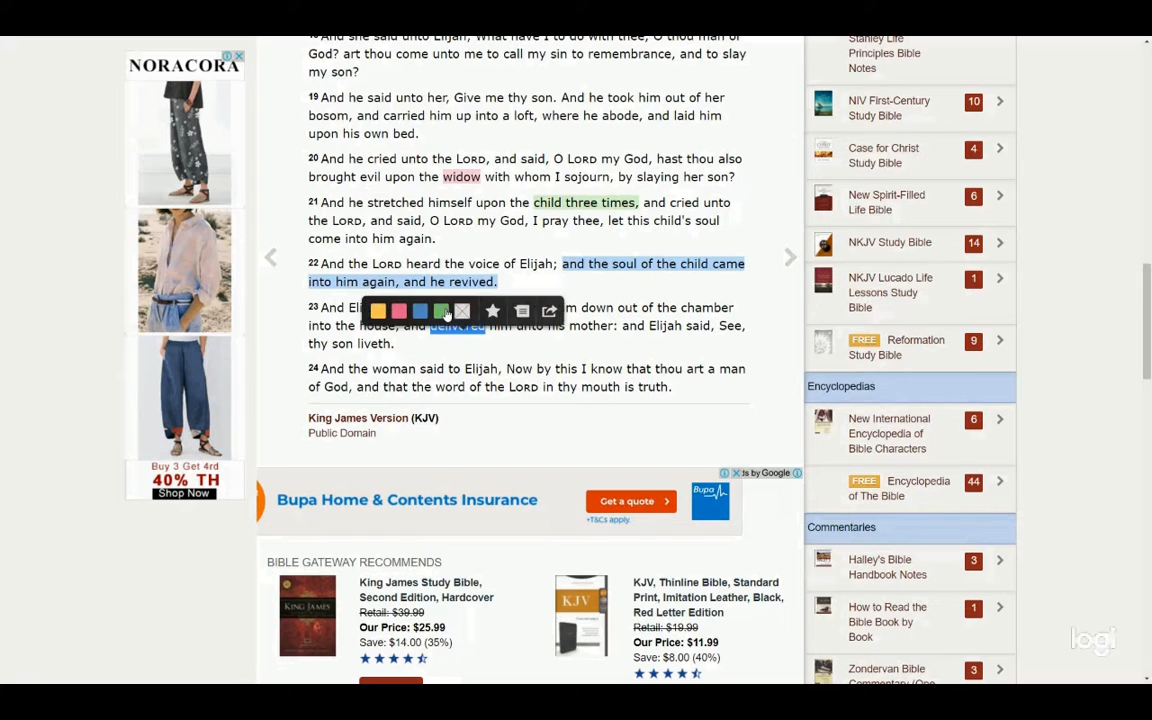 NORACORA
Buy 3 Get 4rd
40% TH
Shop Now
And she said unto Elijah, What have I to do with thee, O thou man of
God? art thou come unto me to call my sin to remembrance, and to slay
my son?
19 And he said unto her, Give me thy son. And he took him out of her
bosom, and carried him up into a loft, where he abode, and laid him
upon his own bed.
20 And he cried unto the LORD, and said, O LORD my God, hast thou also
brought evil upon the widow with whom I sojourn, by slaying her son?
21 And he stretched himself upon the child three times, and cried unto
the LORD, and said, O LORD my God, I pray thee, let this child's soul
come into him again.
22 And the LORD heard the voice of Elijah; and the soul of the child came
into him again, and he revived.
23 And Eli m down out of the chamber
into the house, and delivered him unto his mother: and Elijah said, See,
thy son liveth.
24 And the woman said to Elijah, Now by this I know that thou art a man
of God, and that the word of the LORD in thy mouth is truth.
King James Version (KJV)
Public Domain
ds by Google
Bupa Home & Contents Insurance
Get a quote
+T&Cs apply.
Bupa
BIBLE GATEWAY RECOMMENDS
King James Study Bible,
Second Edition, Hardcover
Retail: $39.99
Our Price: $25.99
Save: $14.00 (35%)
KJV, Thinline Bible, Standard
Print, Imitation Leather, Black,
Red Letter Edition
Retail: $19.99
Our Price: $11.99
Save: $8.00 (40%)
KING JAMES
KJV
Stanley Life
Principles Bible
Notes
NIV First-Century
Study Bible
10
Case for Christ
Study Bible
4
New Spirit-Filled
Life Bible
6
NKJV Study Bible
14
NKJV Lucado Life
Lessons Study
Bible
1
FREE Reformation
Study Bible
9
Encyclopedias
New International
Encyclopedia of
Bible Characters
6
FREE Encyclopedia
of The Bible
44
Commentaries
Halley's Bible
Handbook Notes
3
How to Read the
Bible Book by
Book
1
Zondervan Bible
Commentary (One
3
logi